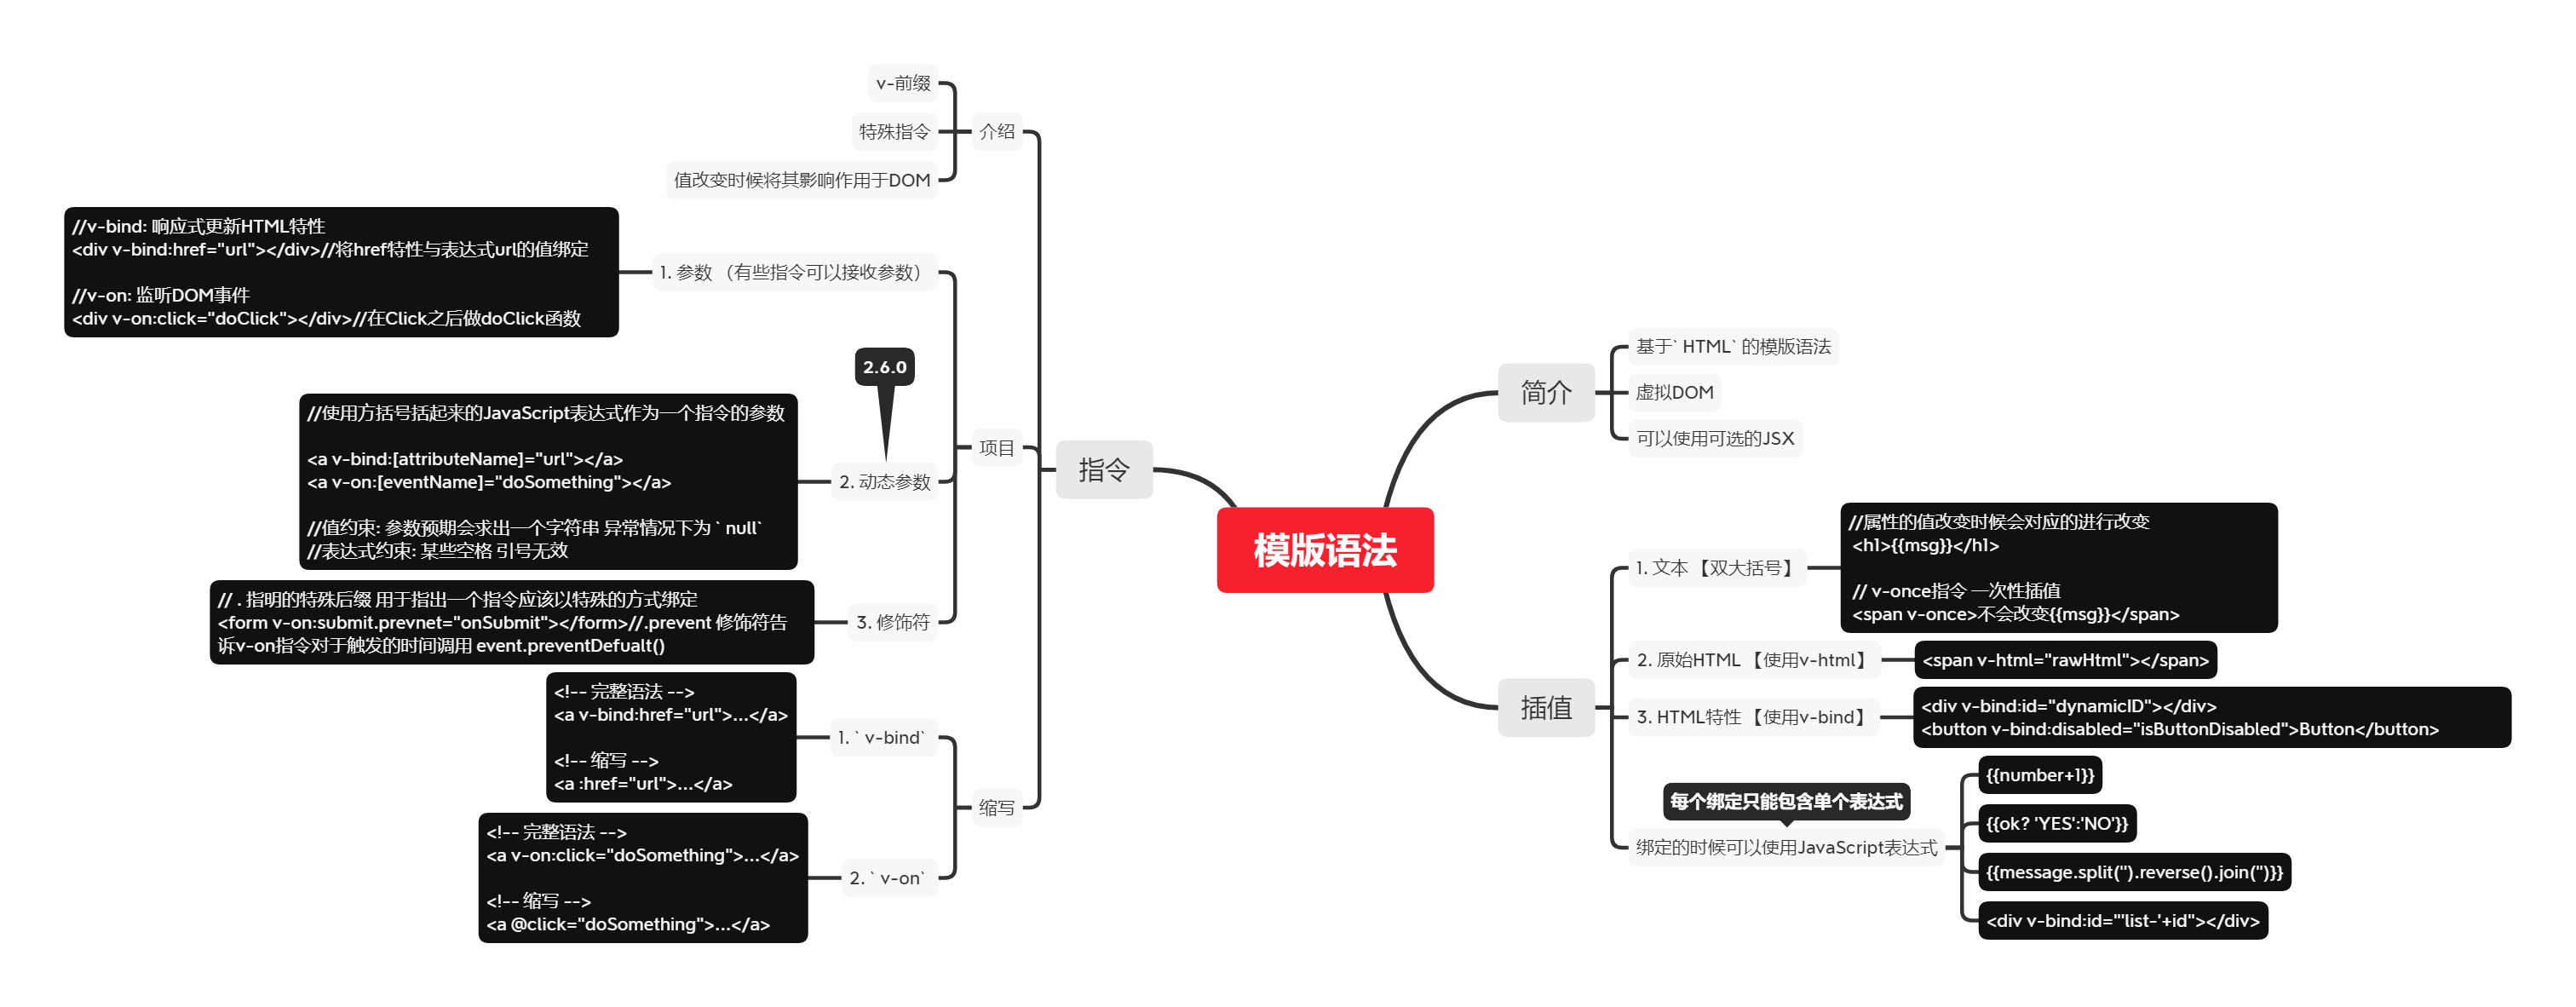 模版语法
简介
基于` HTML` 的模版语法
虚拟DOM
可以使用可选的JSX
插值
1. 文本 【双大括号】
//属性的值改变时候会对应的进行改变
<h1>{{msg}}</h1>
// v-once指令 一次性插值
<span v-once>不会改变{{msg}}</span>
2. 原始HTML 【使用v-html】
<span v-html="rawHtml"></span>
3. HTML特性 【使用v-bind】
<div v-bind:id="dynamicID"></div>
<button v-bind:disabled="isButtonDisabled">Button</button>
每个绑定只能包含单个表达式
绑定的时候可以使用JavaScript表达式
{{number+1}}
{{ok? 'YES':'NO'}}
{{message.split('').reverse().join('')}}
<div v-bind:id="'list-'+id"></div>
指令
介绍
v-前缀
特殊指令
值改变时候将其影响作用于DOM
项目
1. 参数 （有些指令可以接收参数）
//v-bind: 响应式更新HTML特性
<div v-bind:href="url"></div>//将href特性与表达式url的值绑定
//v-on: 监听DOM事件
<div v-on:click="doClick"></div>//在Click之后做doClick函数
2.6.0
2. 动态参数
//使用方括号括起来的JavaScript表达式作为一个指令的参数
<a v-bind:[attributeName]="url"></a>
<a v-on:[eventName]="doSomething"></a>
//值约束: 参数预期会求出一个字符串 异常情况下为 ` null`
//表达式约束: 某些空格 引号无效
3. 修饰符
// . 指明的特殊后缀 用于指出一个指令应该以特殊的方式绑定
<form v-on:submit.prevnet="onSubmit"></form>//.prevent 修饰符告
诉v-on指令对于触发的时间调用 event.preventDefualt()
缩写
1. ` v-bind`
<!-- 完整语法 -->
<a v-bind:href="url">...</a>
<!-- 缩写 -->
<a :href="url">...</a>
2. ` v-on`
<!-- 完整语法 -->
<a v-on:click="doSomething">...</a>
<!-- 缩写 -->
<a @click="doSomething">...</a>